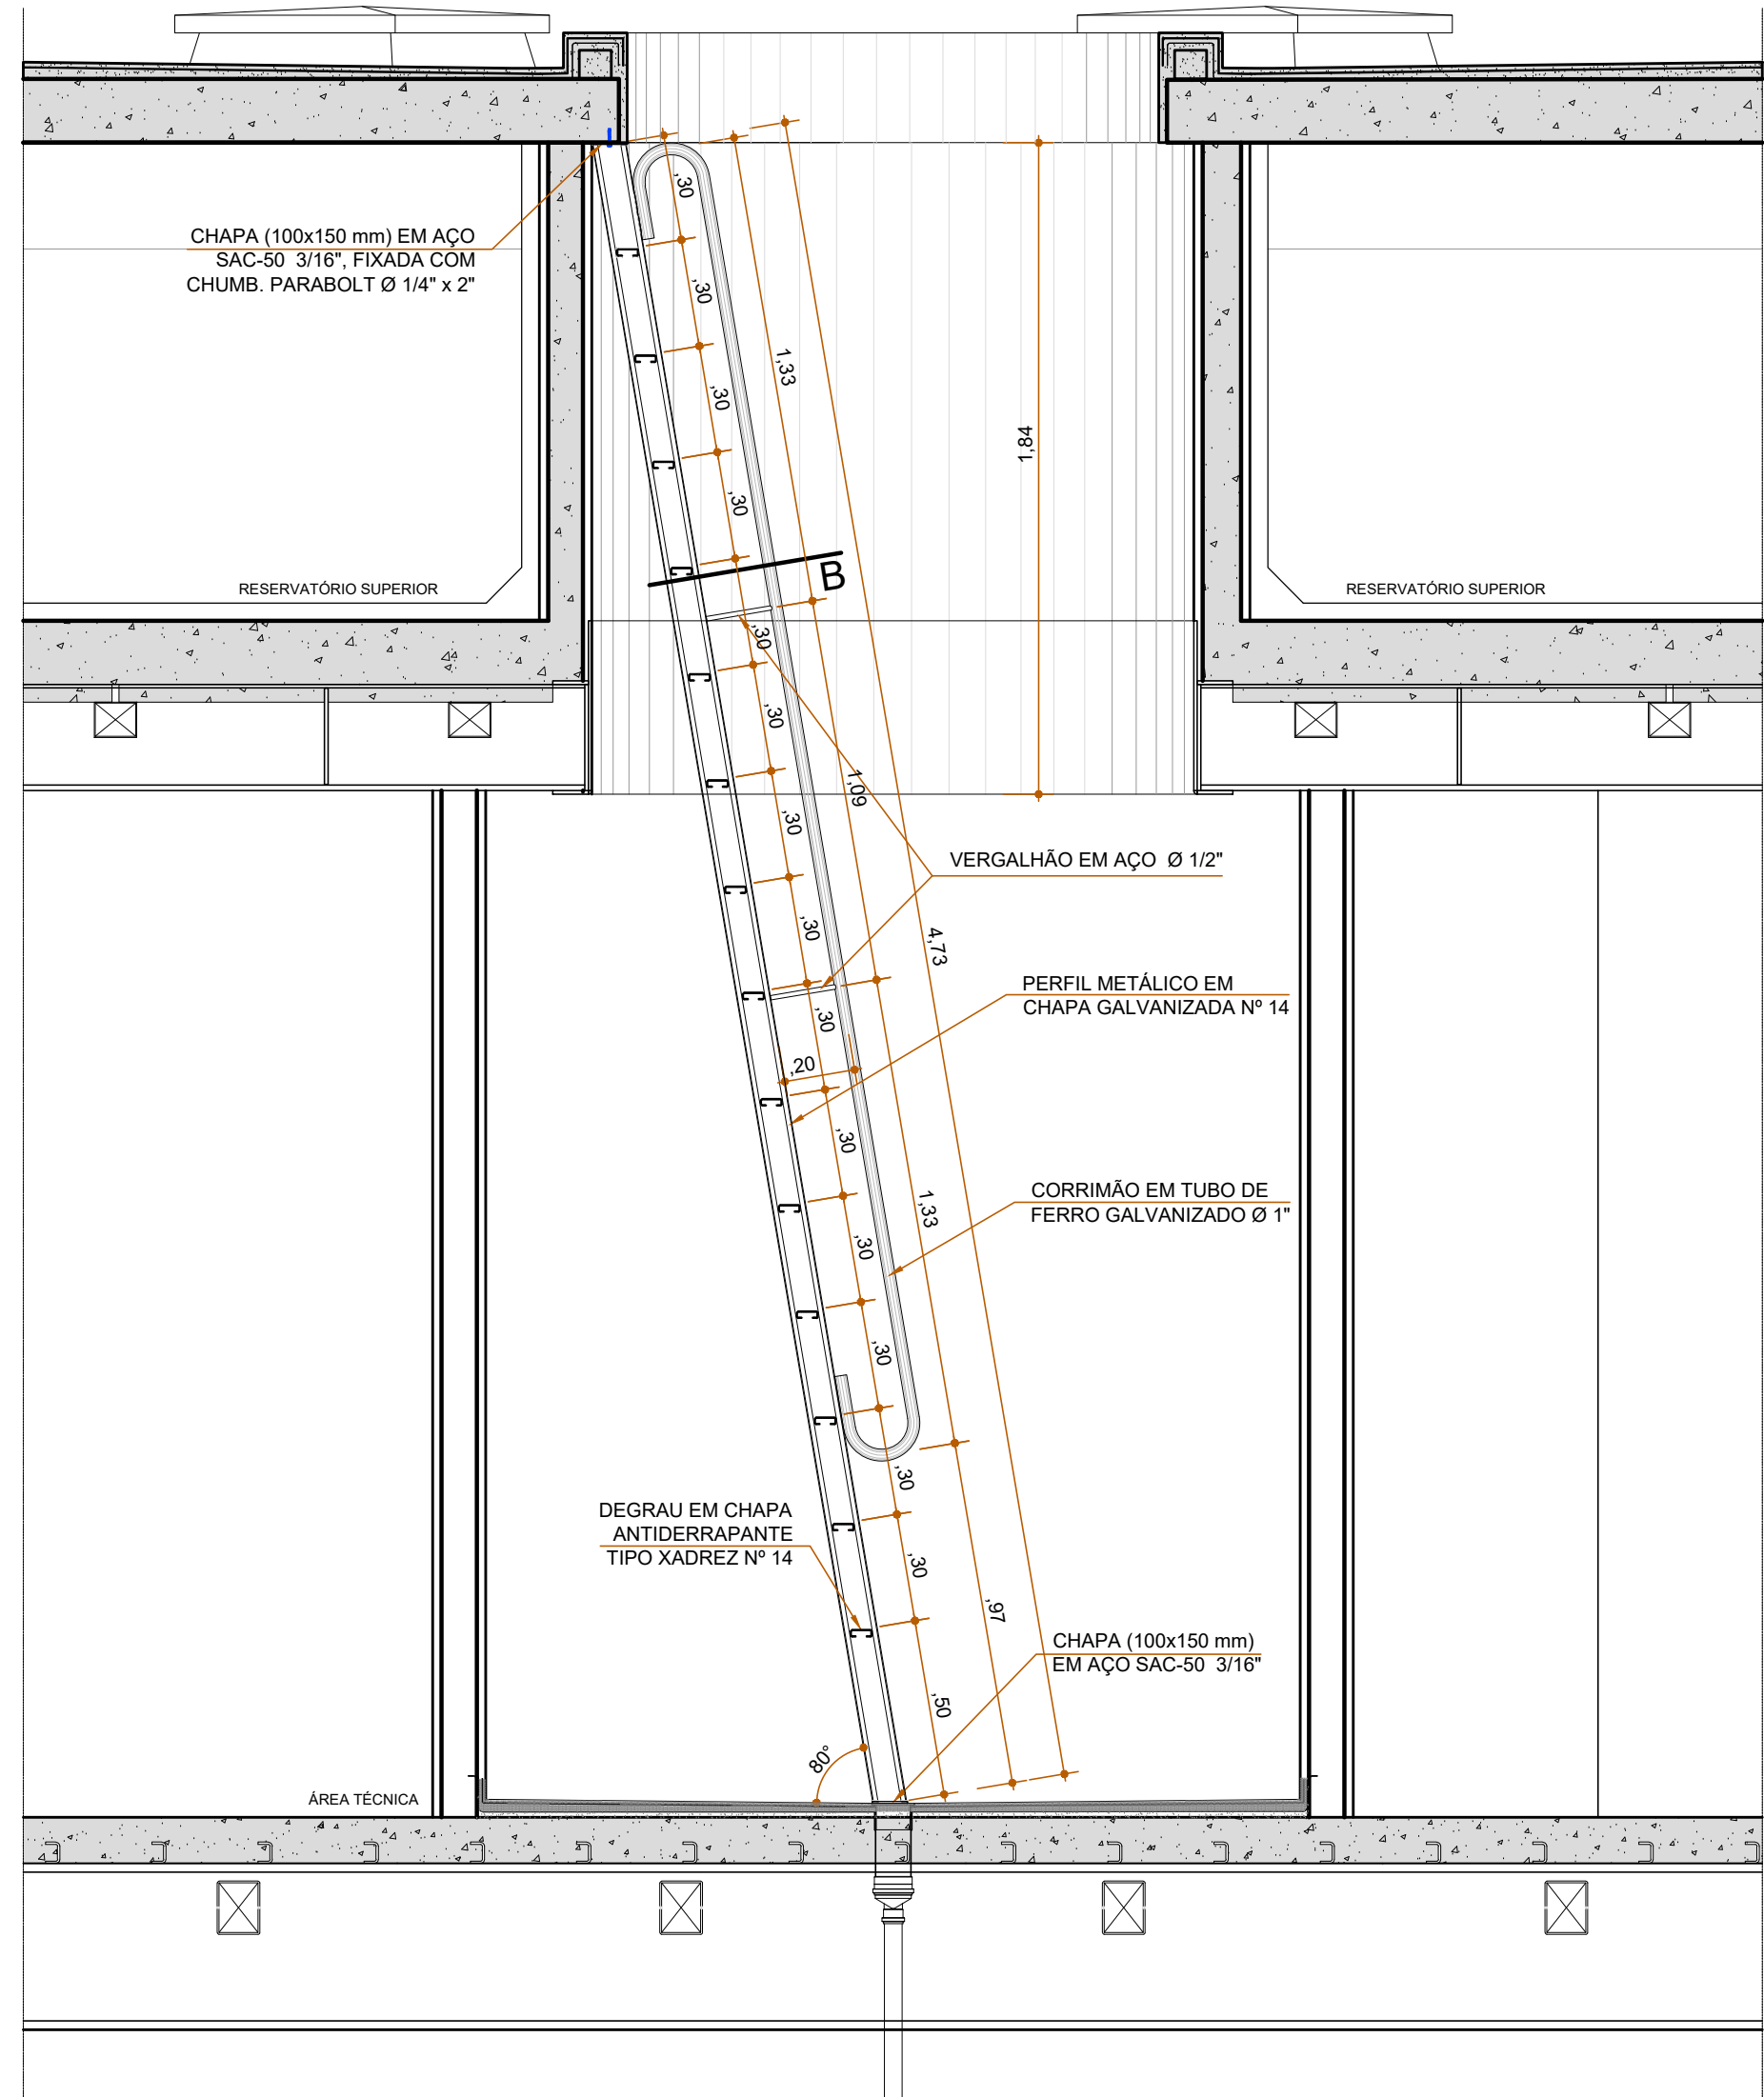 CHAPA (100x150 mm) EM AÇO
SAC-50 3/16", FIXADA COM
CHUMB. PARABOLT Ø 1/4" x 2"
,30
,30
,30
,30
,30
,30
,30
,30
,30
,30
,30
,30
,30
,30
,50
1,33
1,09
1,33
,97
4,73
1,84
,20
80°
B
RESERVATÓRIO SUPERIOR
RESERVATÓRIO SUPERIOR
VERGALHÃO EM AÇO Ø 1/2"
PERFIL METÁLICO EM
CHAPA GALVANIZADA Nº 14
CORRIMÃO EM TUBO DE
FERRO GALVANIZADO Ø 1"
DEGRAU EM CHAPA
ANTIDERRAPANTE
TIPO XADREZ Nº 14
CHAPA (100x150 mm)
EM AÇO SAC-50 3/16"
ÁREA TÉCNICA